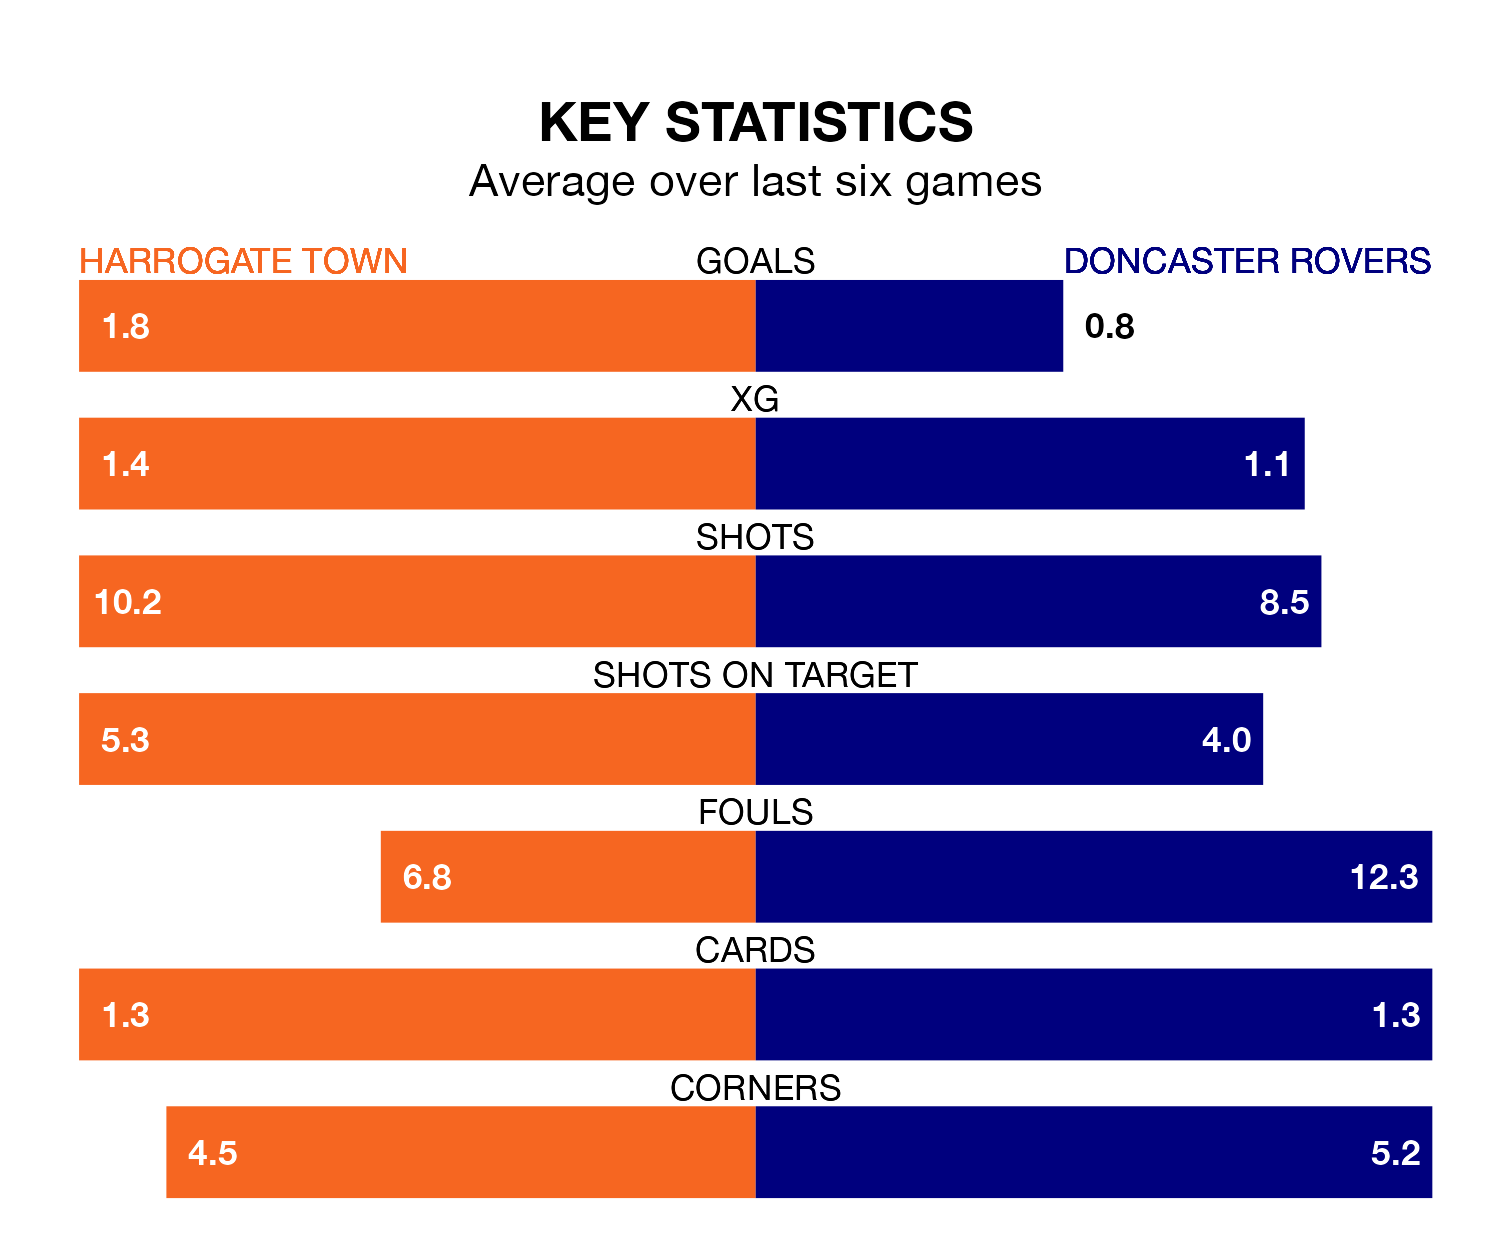 KEY STATISTICS
Average over last six games
HARROGATE TOWN GOALS DONCASTER ROVERS
1.8 0.8
XG
1.4 1.1
SHOTS
10.2 8.5
SHOTS ON TARGET
5.3 4.0
FOULS
6.8 12.3
CARDS
1.3 1.3
CORNERS
4.5 5.2